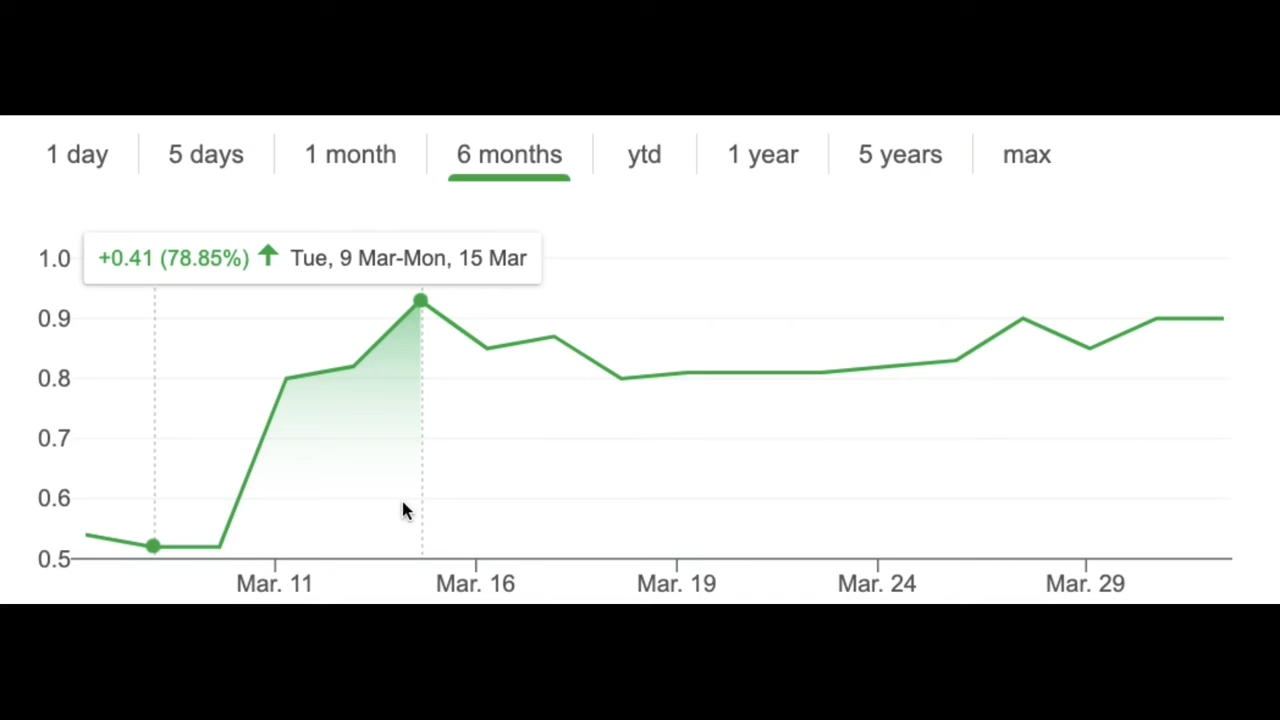 1 day 5 days 1 month 6 months ytd 1 year 5 years max
+0.41 (78.85%) Tue, 9 Mar-Mon, 15 Mar
1.0
0.9
0.8
0.7
0.6
0.5
Mar. 11 Mar. 16 Mar. 19 Mar. 24 Mar. 29